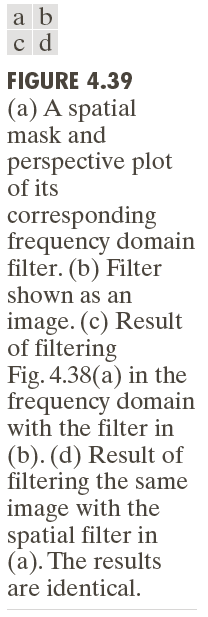 a b
c d
FIGURE 4.39
(a) A spatial
mask and
perspective plot
of its
corresponding
frequency domain
filter. (b) Filter
shown as an
image. (c) Result
of filtering
Fig. 4.38(a) in the
frequency domain
with the filter in
(b). (d) Result of
filtering the same
image with the
spatial filter in
(a). The results
are identical.